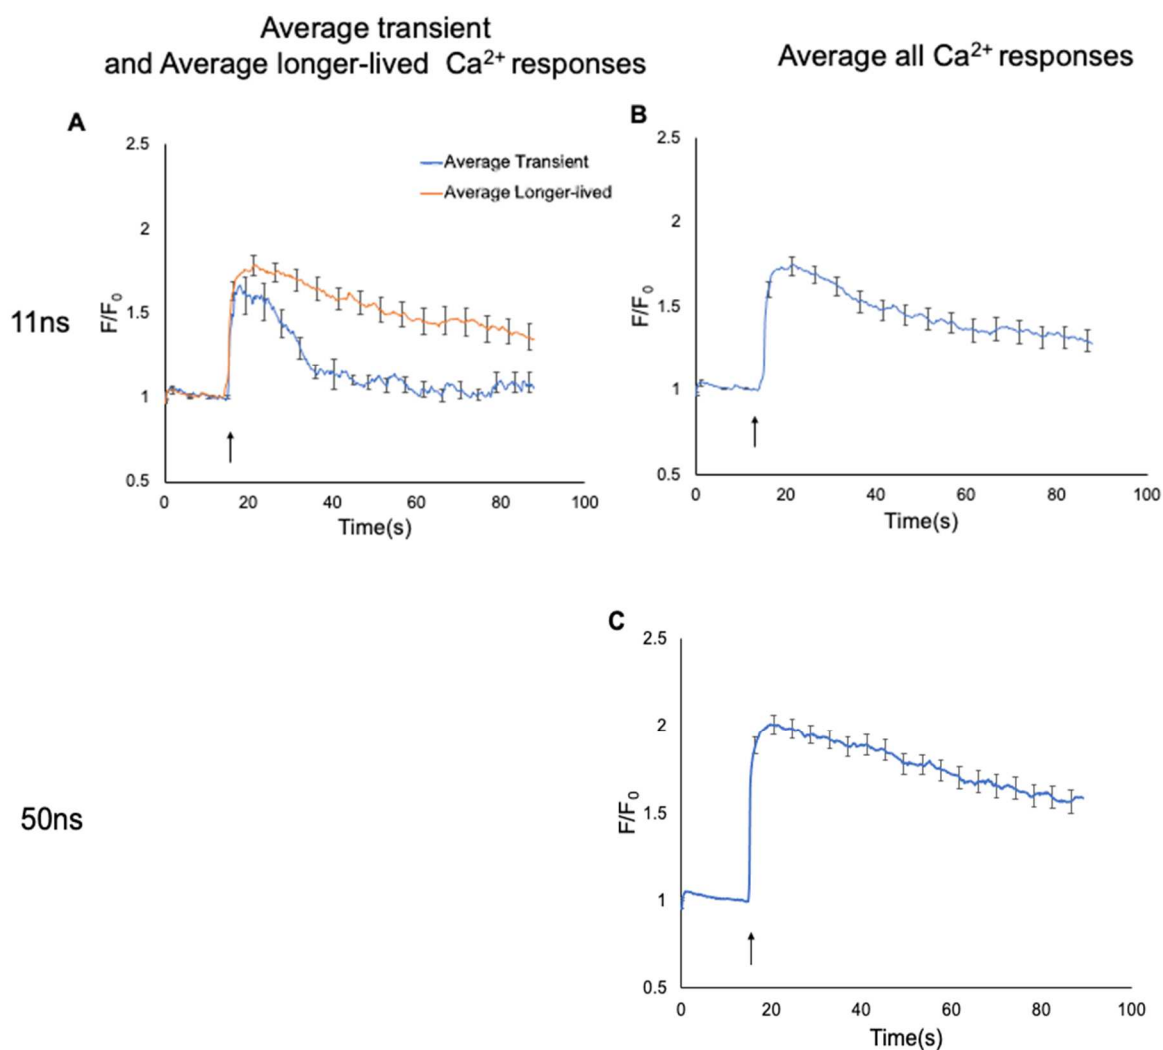 Average transient
and Average longer-lived Ca²⁺ responses
Average all Ca²⁺ responses
A
2.5
2
1.5
1
0.5
F/F₀
Average Transient
Average Longer-lived
0 20 40 60 80 100
Time(s)
11ns
B
2.5
2
1.5
1
0.5
F/F₀
0 20 40 60 80 100
Time(s)
50ns
C
2.5
2
1.5
1
0.5
F/F₀
0 20 40 60 80 100
Time(s)